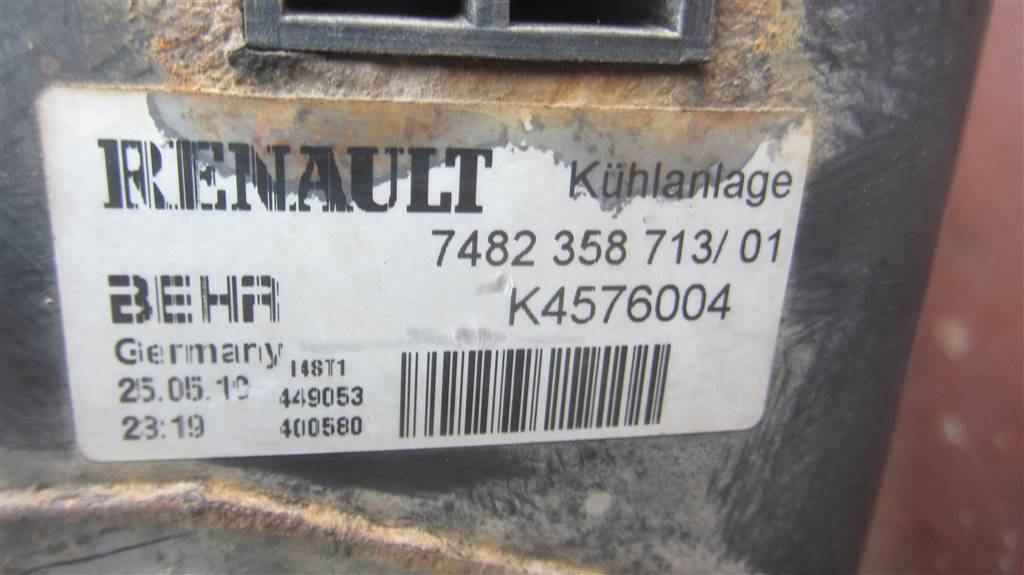 RENAULT Kühlanlage
7482 358 713/ 01
BEHR K4576004
Germany
449053
23:19 400580